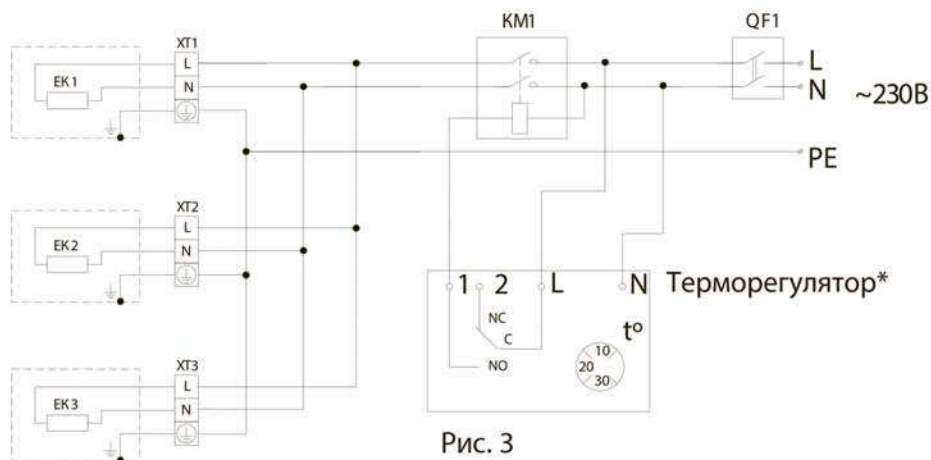 KM1 QF1
XT1
L
EK1
N
L
N
~230В
PE
XT2
L
EK2
N
1 2 L N Терморегулятор*
NC
C
NO
t°
10
20
30
XT3
L
EK3
N
Рис. 3